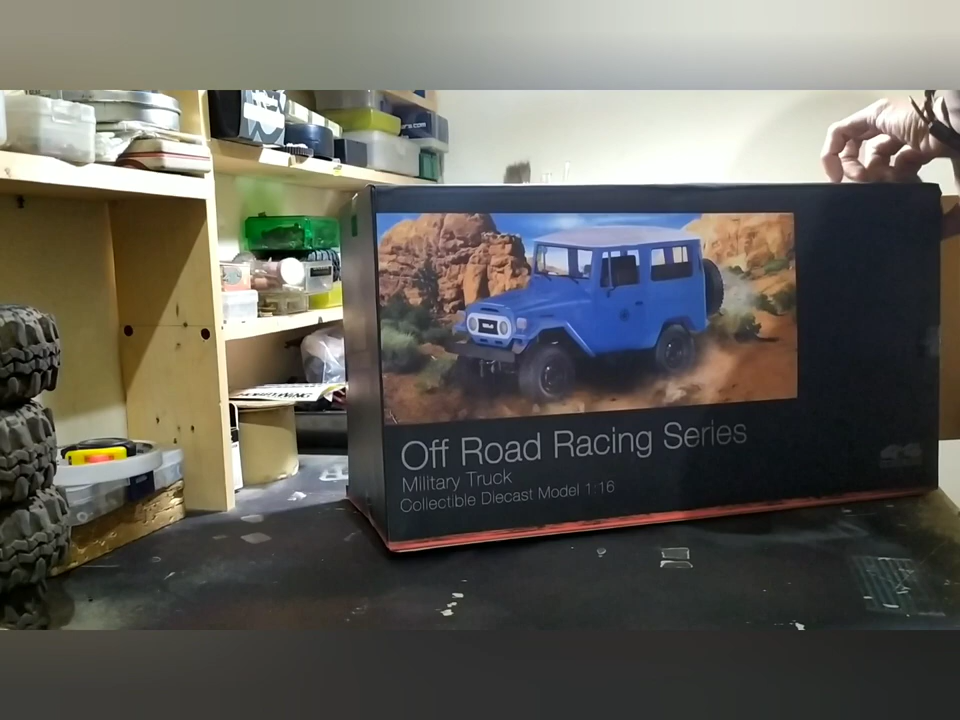 Off Road Racing Series
Military Truck
Collectible Diecast Model 1:16